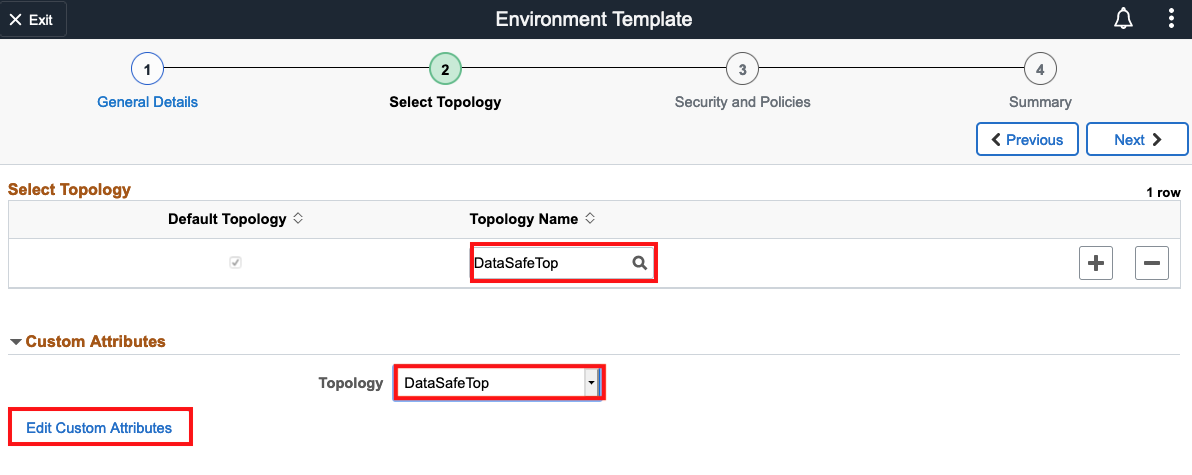 Exit
Environment Template
1
2
3
4
General Details
Select Topology
Security and Policies
Summary
Previous
Next
Select Topology
1 row
Default Topology
Topology Name
DataSafeTop
Custom Attributes
Topology
DataSafeTop
Edit Custom Attributes